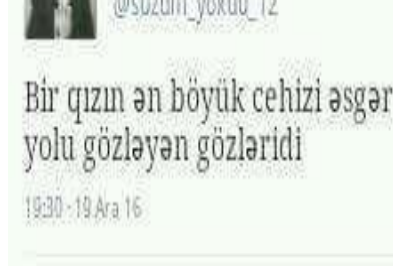 Bir qızın ən böyük cehizi əsgər
yolu gözləyən gözləridi
19:30 - 19 Ara 16